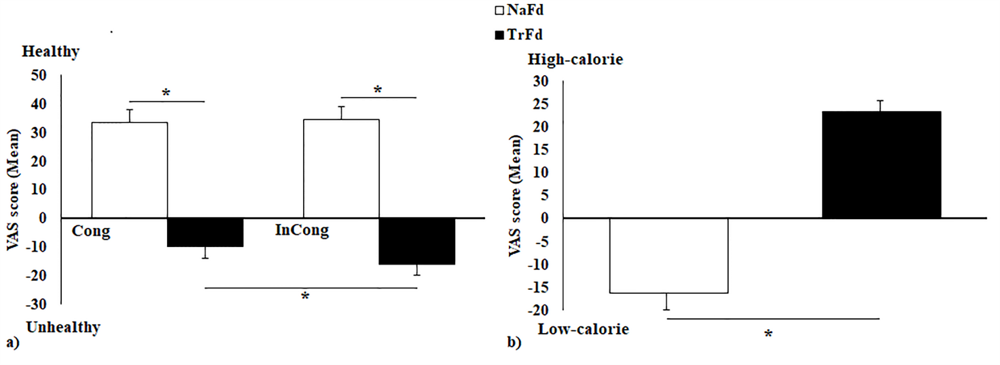 NaFd
TrFd
Healthy
50
40
30
20
10
0
-10
-20
-30
VAS score (Mean)
*
*
Cong
InCong
*
Unhealthy
a)
High-calorie
30
25
20
15
10
5
0
-5
-10
-15
-20
VAS score (Mean)
*
Low-calorie
b)